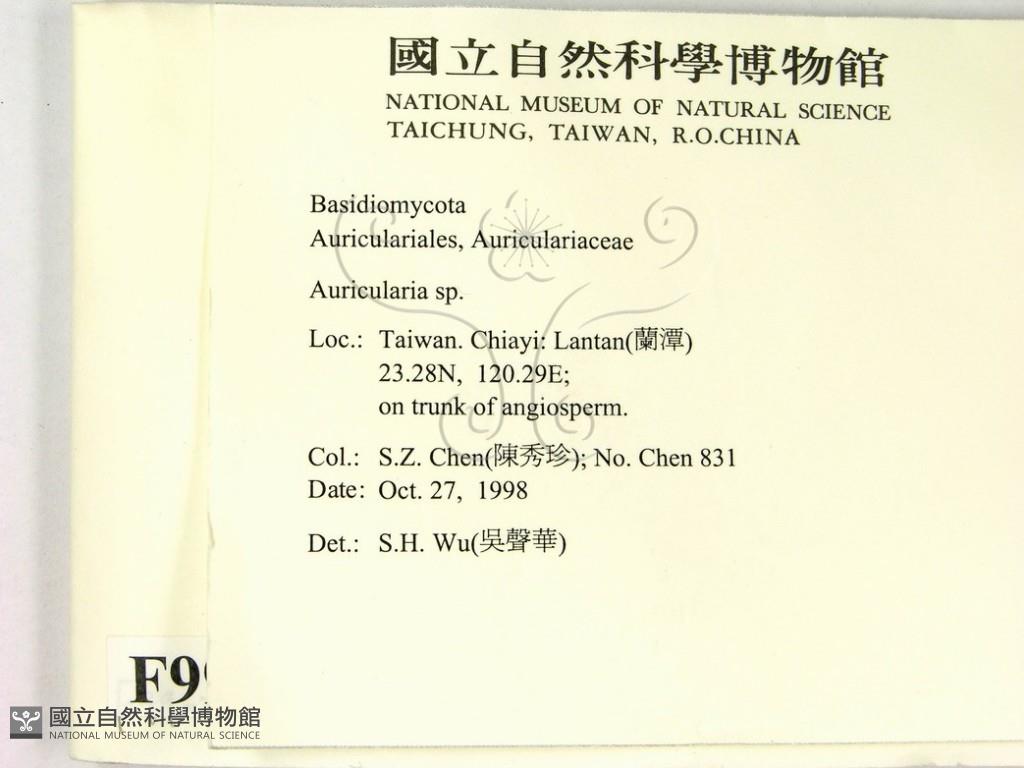 國立自然科學博物館
NATIONAL MUSEUM OF NATURAL SCIENCE
TAICHUNG, TAIWAN, R.O.CHINA
Basidiomycota
Auriculariales, Auriculariaceae
Auricularia sp.
Loc.: Taiwan. Chiayi: Lantan(蘭潭)
23.28N, 120.29E;
on trunk of angiosperm.
Col.: S.Z. Chen(陳秀珍); No. Chen 831
Date: Oct. 27, 1998
Det.: S.H. Wu(吳聲華)
F9
國立自然科學博物館
NATIONAL MUSEUM OF NATURAL SCIENCE